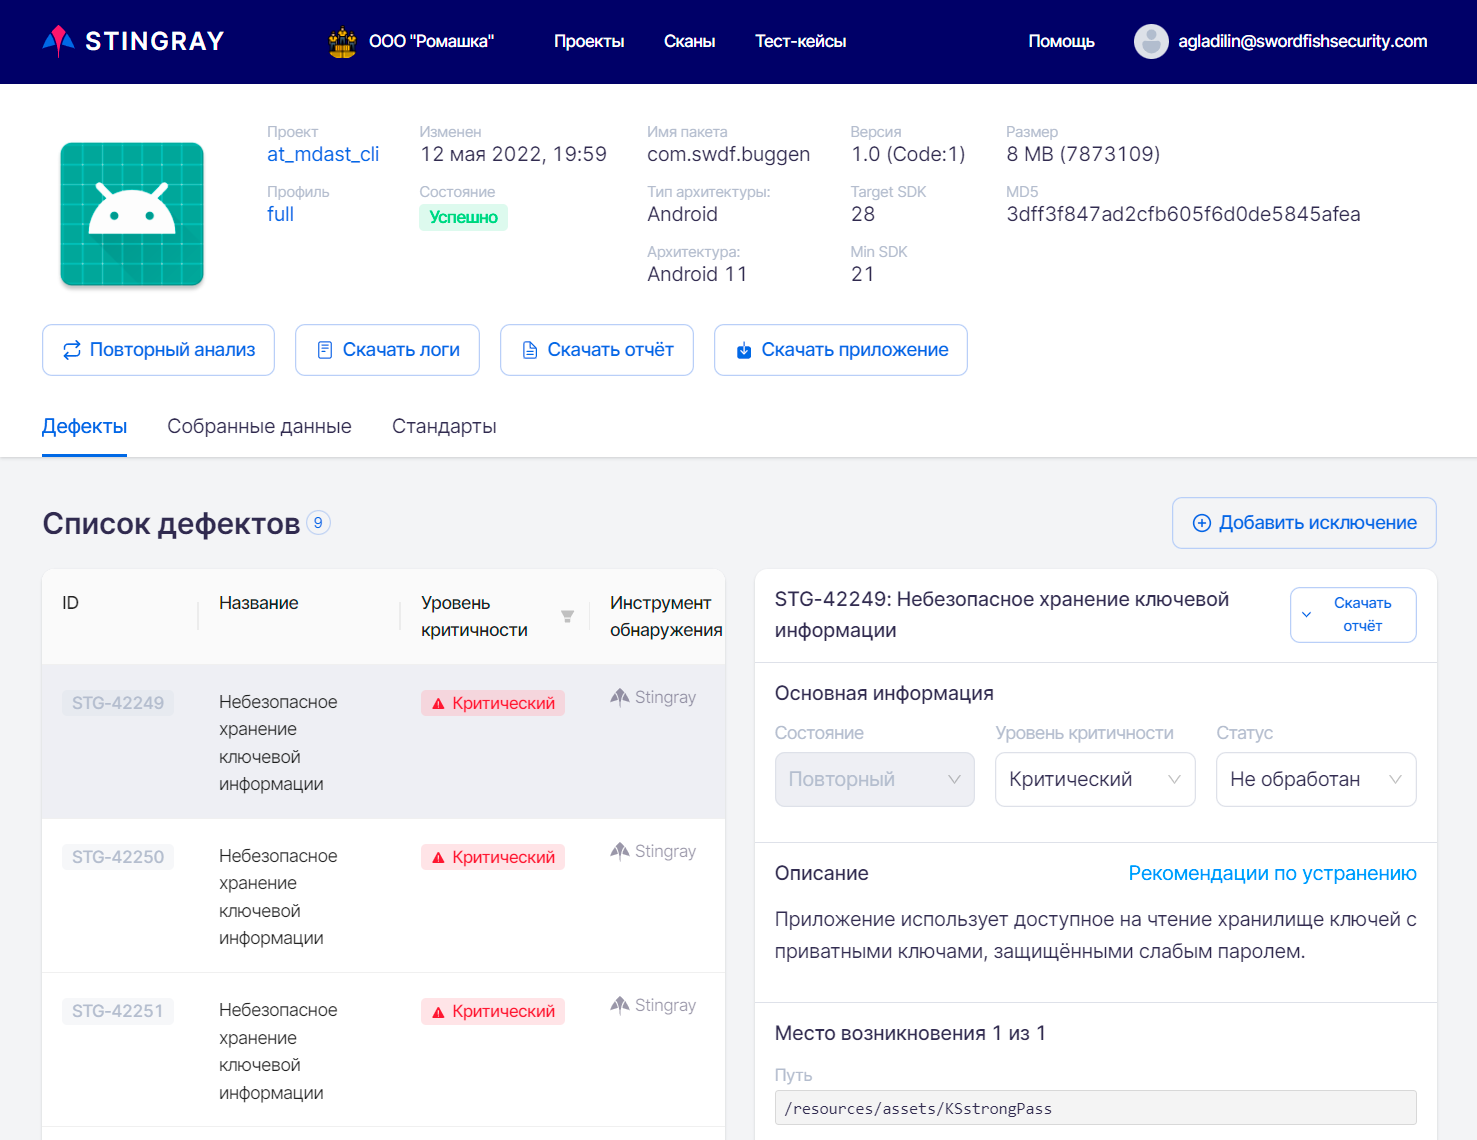 STINGRAY
ООО "Ромашка"
Проекты
Сканы
Тест-кейсы
Помощь
agladilin@swordfishsecurity.com
Проект
at_mdast_cli
Профиль
full
Изменен
12 мая 2022, 19:59
Состояние
Успешно
Имя пакета
com.swdf.buggen
Тип архитектуры:
Android
Архитектура:
Android 11
Версия
1.0 (Code:1)
Target SDK
28
Min SDK
21
Размер
8 MB (7873109)
MD5
3dff3f847ad2cfb605f6d0de5845afea
Повторный анализ
Скачать логи
Скачать отчёт
Скачать приложение
Дефекты
Собранные данные
Стандарты
Список дефектов 9
Добавить исключение
ID
Название
Уровень
критичности
Инструмент
обнаружения
STG-42249
Небезопасное
хранение
ключевой
информации
Критический
Stingray
STG-42250
Небезопасное
хранение
ключевой
информации
Критический
Stingray
STG-42251
Небезопасное
хранение
ключевой
информации
Критический
Stingray
STG-42249: Небезопасное хранение ключевой
информации
Скачать
отчёт
Основная информация
Состояние
Повторный
Уровень критичности
Критический
Статус
Не обработан
Описание
Рекомендации по устранению
Приложение использует доступное на чтение хранилище ключей с
приватными ключами, защищёнными слабым паролем.
Место возникновения 1 из 1
Путь
/resources/assets/KSstrongPass